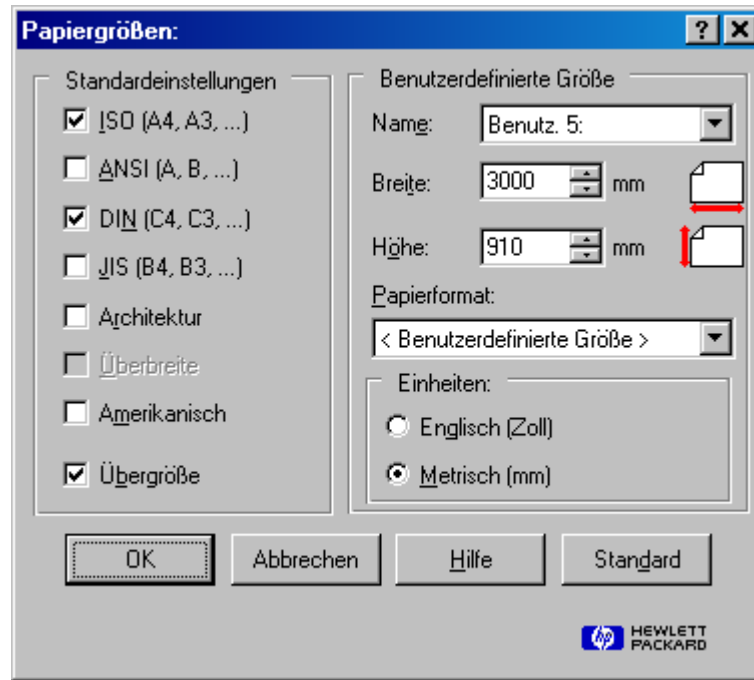 Papiergrößen:
Standardeinstellungen
ISO (A4, A3, ...)
ANSI (A, B, ...)
DIN (C4, C3, ...)
JIS (B4, B3, ...)
Architektur
Überbreite
Amerikanisch
Übergröße
Benutzerdefinierte Größe
Name: Benutz. 5:
Breite: 3000 mm
Höhe: 910 mm
Papierformat:
< Benutzerdefinierte Größe >
Einheiten:
Englisch (Zoll)
Metrisch (mm)
OK Abbrechen Hilfe Standard
hp HEWLETT
PACKARD